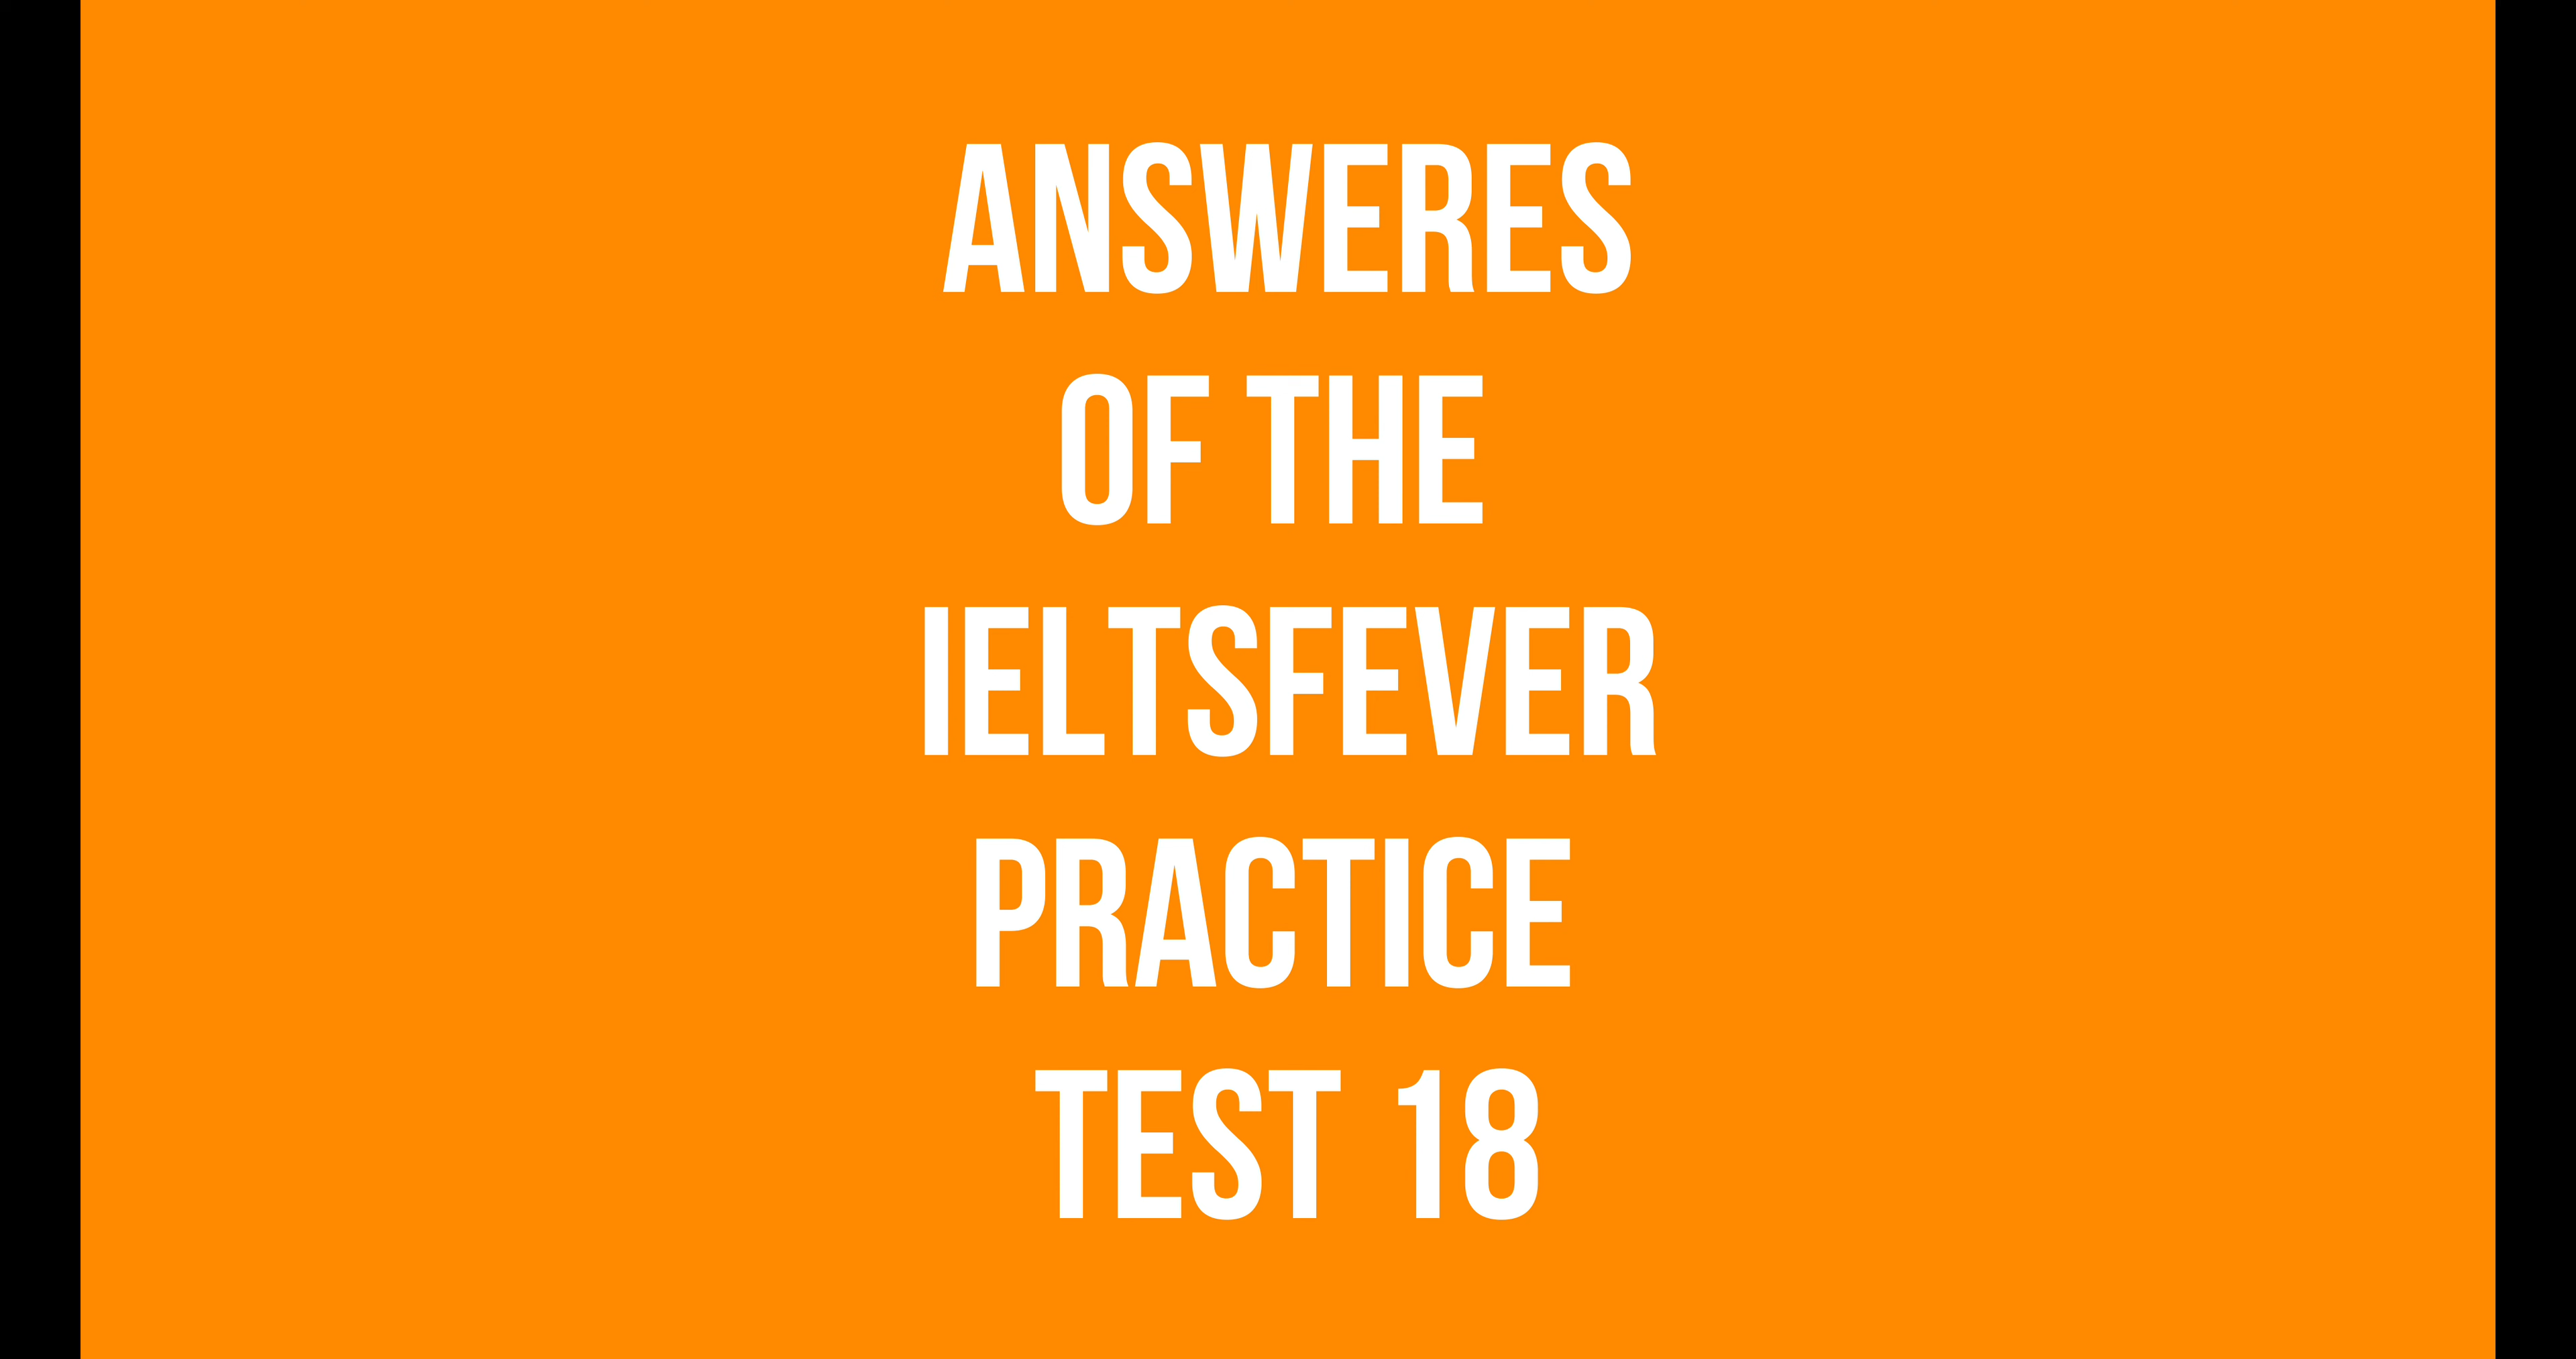 ANSWERES
OF THE
IELTSFEVER
PRACTICE
TEST 18